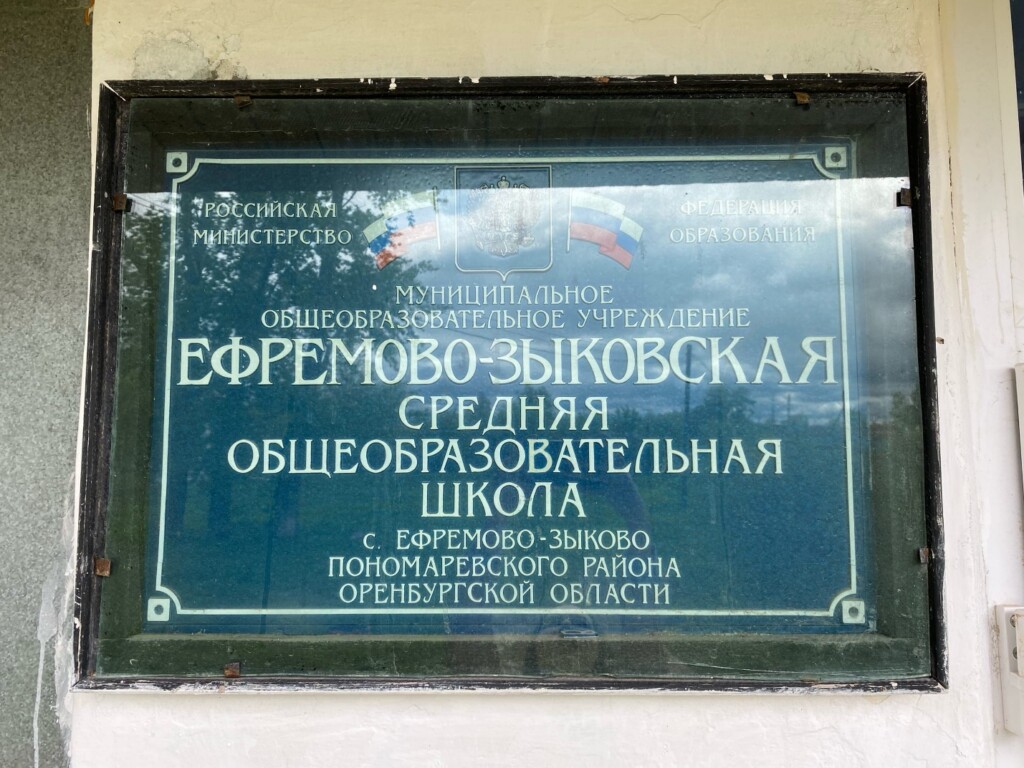 РОССИЙСКАЯ ФЕДЕРАЦИЯ
МИНИСТЕРСТВО ОБРАЗОВАНИЯ
МУНИЦИПАЛЬНОЕ
ОБЩЕОБРАЗОВАТЕЛЬНОЕ УЧРЕЖДЕНИЕ
ЕФРЕМОВО-ЗЫКОВСКАЯ
СРЕДНЯЯ
ОБЩЕОБРАЗОВАТЕЛЬНАЯ
ШКОЛА
с. ЕФРЕМОВО-ЗЫКОВО
ПОНОМАРЕВСКОГО РАЙОНА
ОРЕНБУРГСКОЙ ОБЛАСТИ